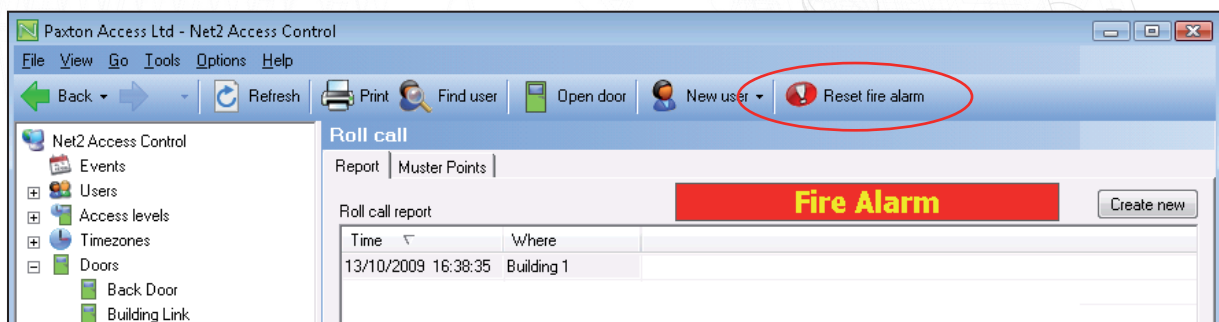 Paxton Access Ltd - Net2 Access Control
File View Go Tools Options Help
Back Refresh Print Find user Open door New user Reset fire alarm
Net2 Access Control
Events
Users
Access levels
Timezones
Doors
Back Door
Building Link
Roll call
Report Muster Points
Roll call report Fire Alarm Create new
Time Where
13/10/2009 16:38:35 Building 1